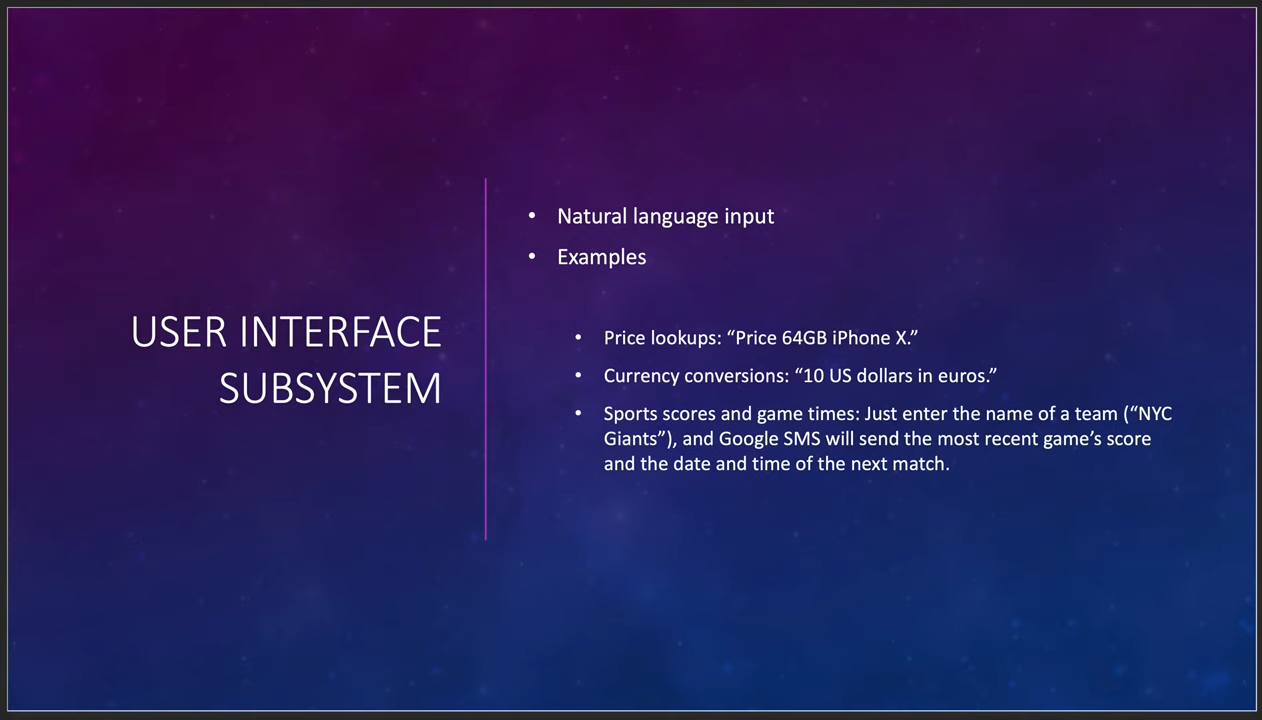 USER INTERFACE
SUBSYSTEM
• Natural language input
• Examples
• Price lookups: “Price 64GB iPhone X.”
• Currency conversions: “10 US dollars in euros.”
• Sports scores and game times: Just enter the name of a team (“NYC
Giants”), and Google SMS will send the most recent game’s score
and the date and time of the next match.